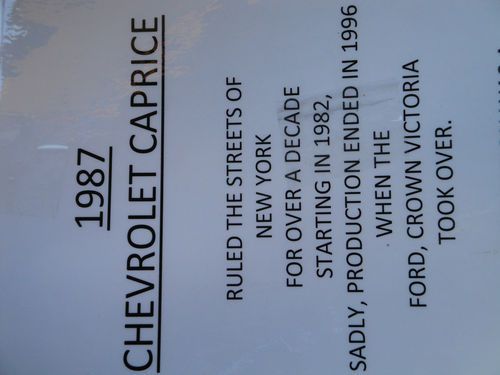 1987
CHEVROLET CAPRICE
RULED THE STREETS OF
NEW YORK
FOR OVER A DECADE
STARTING IN 1982,
SADLY, PRODUCTION ENDED IN 1996
WHEN THE
FORD, CROWN VICTORIA
TOOK OVER.